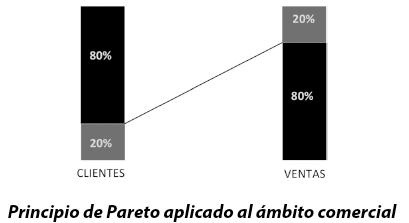 80%
20%
20%
80%
CLIENTES
VENTAS
Principio de Pareto aplicado al ámbito comercial